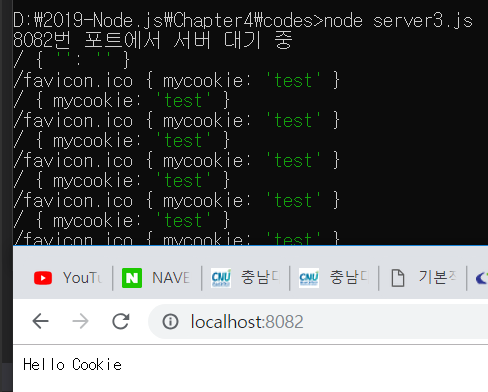 D:\2019-Node.js\Chapter4\codes>node server3.js
8082번 포트에서 서버 대기 중
/ { '': '' }
/favicon.ico { mycookie: 'test' }
/ { mycookie: 'test' }
/favicon.ico { mycookie: 'test' }
/ { mycookie: 'test' }
/favicon.ico { mycookie: 'test' }
/ { mycookie: 'test' }
/favicon.ico { mycookie: 'test' }
/ { mycookie: 'test' }
/favicon.ico { mycookie: 'test' }
YouTu NAVE CNU 충남 CNU 충남 기본
localhost:8082
Hello Cookie